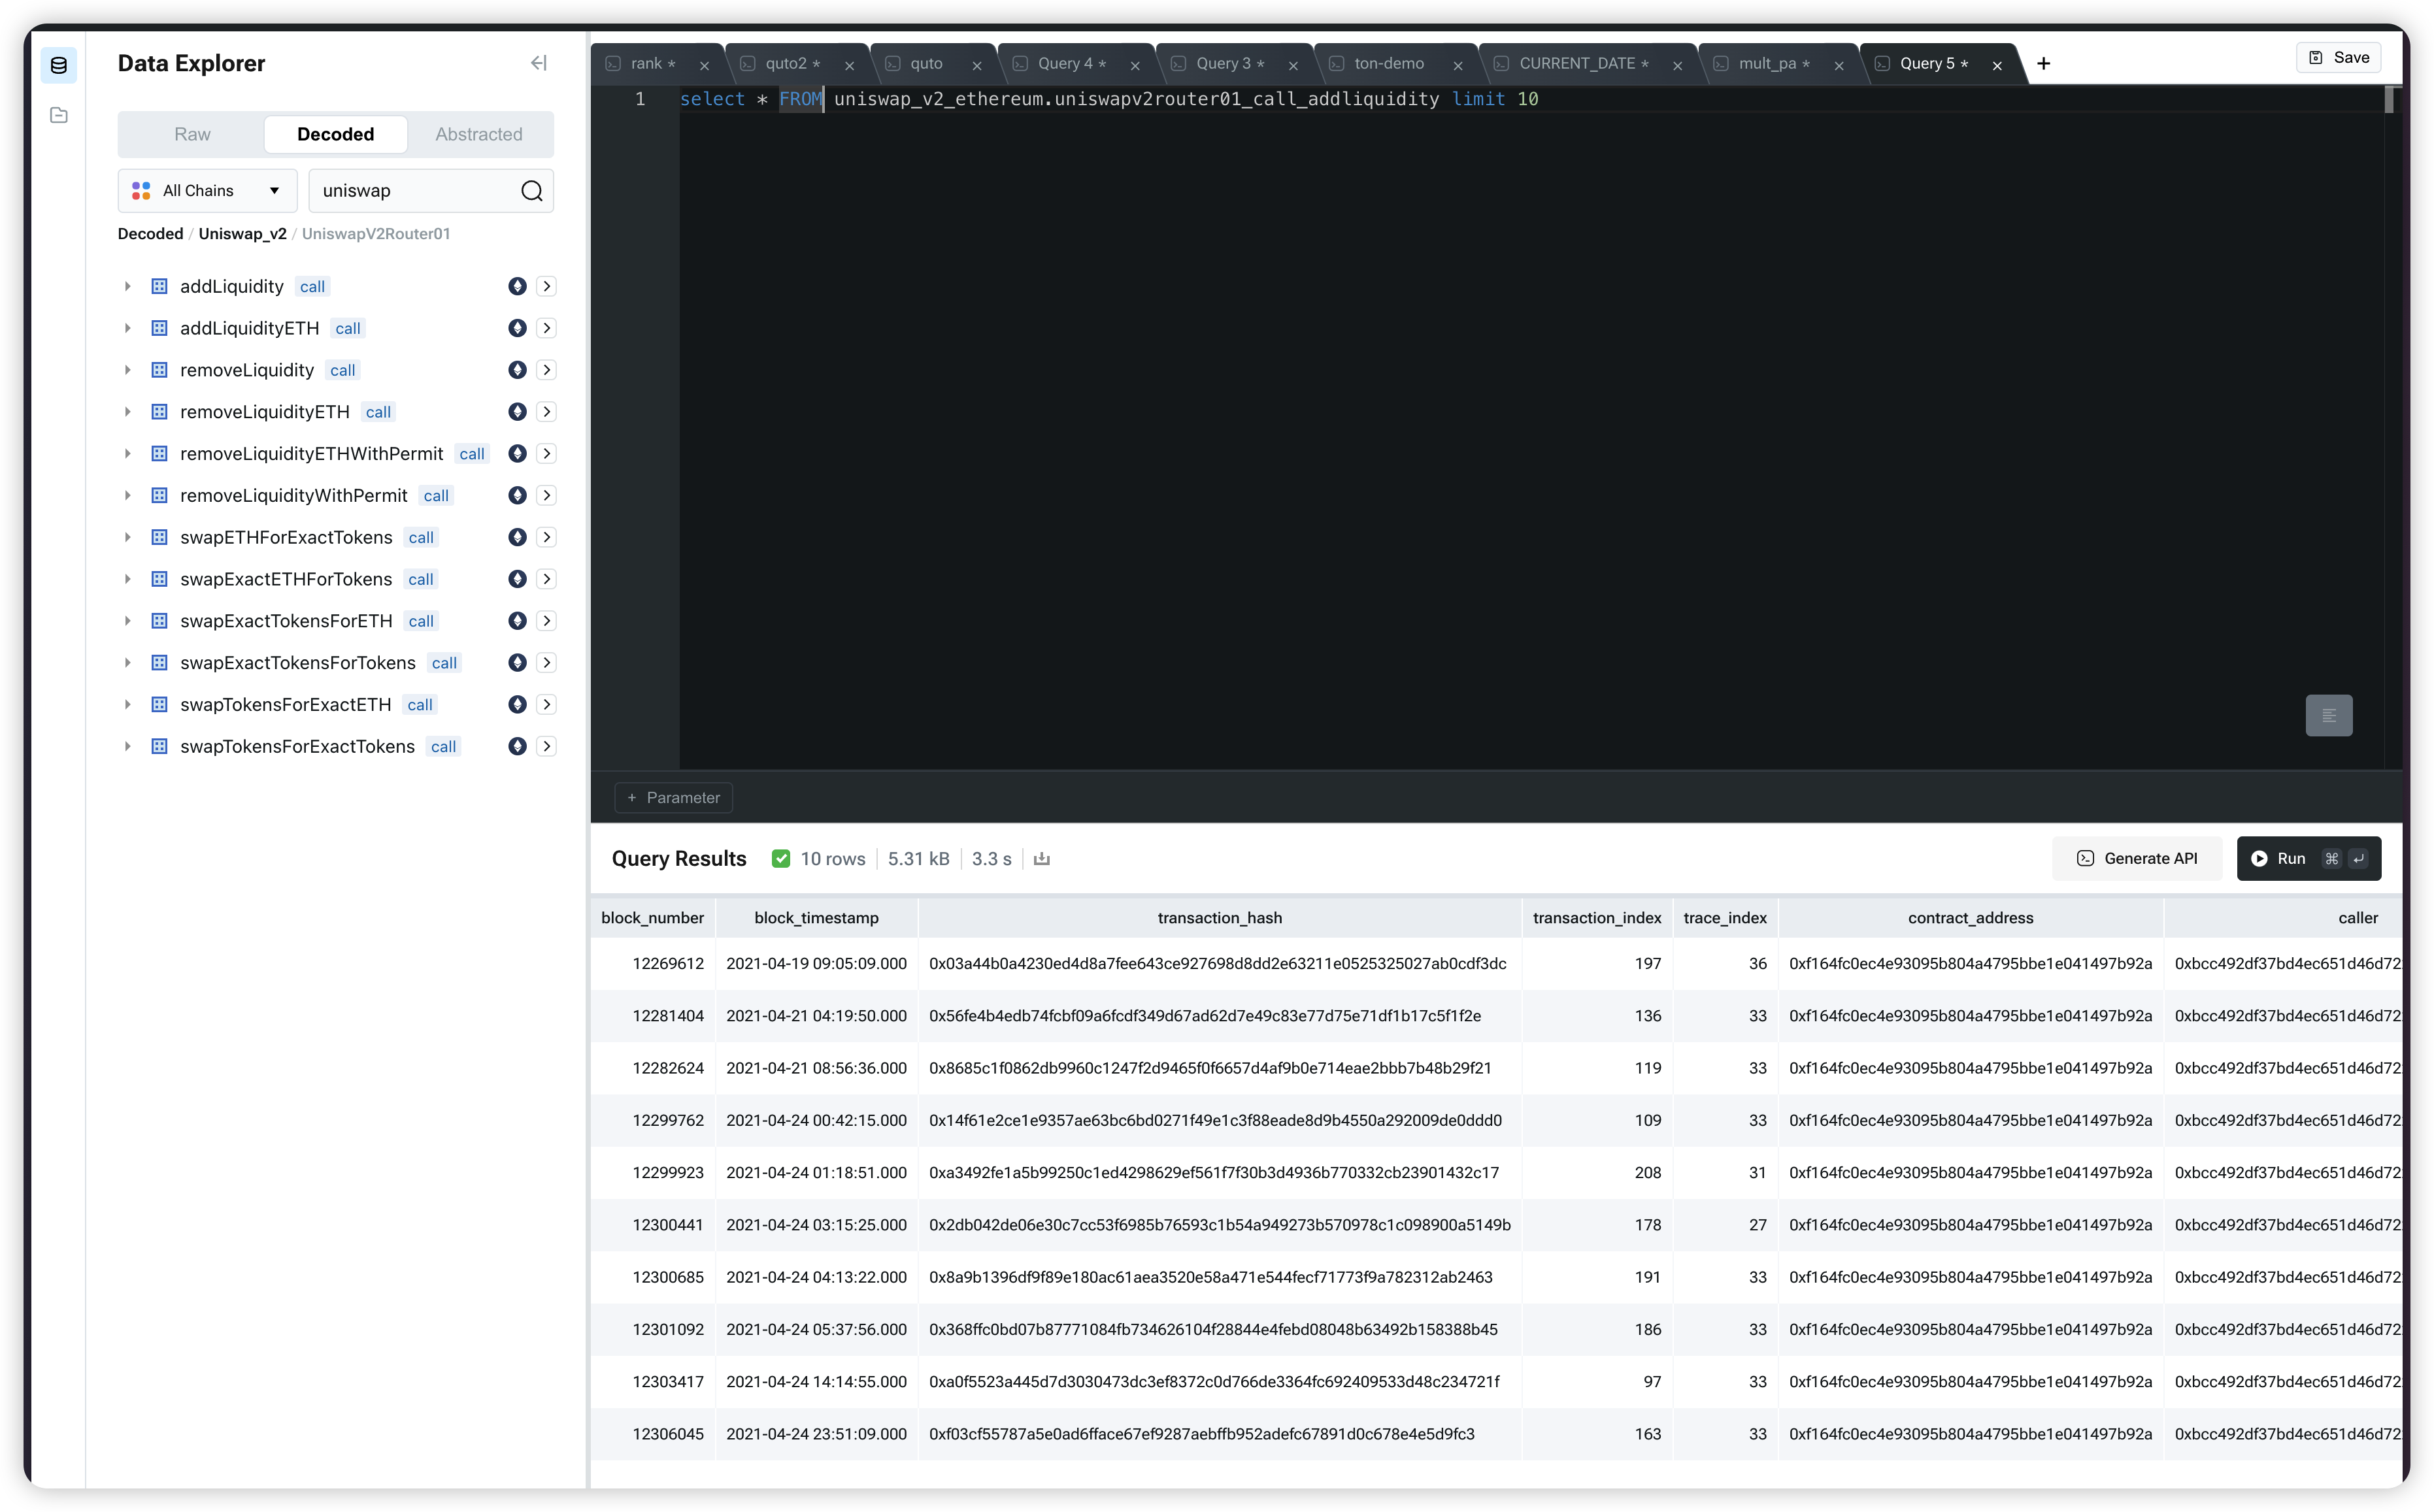 Data Explorer
Raw Decoded Abstracted
All Chains uniswap
Decoded / Uniswap_v2 / UniswapV2Router01
addLiquidity call
addLiquidityETH call
removeLiquidity call
removeLiquidityETH call
removeLiquidityETHWithPermit call
removeLiquidityWithPermit call
swapETHForExactTokens call
swapExactETHForTokens call
swapExactTokensForETH call
swapExactTokensForTokens call
swapTokensForExactETH call
swapTokensForExactTokens call
rank * quto2 * quto Query 4 * Query 3 * ton-demo CURRENT_DATE * mult_pa * Query 5 * + Save
1 select * FROM uniswap_v2_ethereum.uniswapv2router01_call_addliquidity limit 10
+ Parameter
Query Results 10 rows 5.31 kB 3.3 s Generate API Run ⌘ ↵
block_number block_timestamp transaction_hash transaction_index trace_index contract_address caller
12269612 2021-04-19 09:05:09.000 0x03a44b0a4230ed4d8a7fee643ce927698d8dd2e63211e0525325027ab0cdf3dc 197 36 0xf164fc0ec4e93095b804a4795bbe1e041497b92a 0xbcc492df37bd4ec651d46d72
12281404 2021-04-21 04:19:50.000 0x56fe4b4edb74fcbf09a6fcdf349d67ad62d7e49c83e77d75e71df1b17c5f1f2e 136 33 0xf164fc0ec4e93095b804a4795bbe1e041497b92a 0xbcc492df37bd4ec651d46d72
12282624 2021-04-21 08:56:36.000 0x8685c1f0862db9960c1247f2d9465f0f6657d4af9b0e714eae2bbb7b48b29f21 119 33 0xf164fc0ec4e93095b804a4795bbe1e041497b92a 0xbcc492df37bd4ec651d46d72
12299762 2021-04-24 00:42:15.000 0x14f61e2ce1e9357ae63bc6bd0271f49e1c3f88eade8d9b4550a292009de0ddd0 109 33 0xf164fc0ec4e93095b804a4795bbe1e041497b92a 0xbcc492df37bd4ec651d46d72
12299923 2021-04-24 01:18:51.000 0xa3492fe1a5b99250c1ed4298629ef561f7f30b3d4936b770332cb23901432c17 208 31 0xf164fc0ec4e93095b804a4795bbe1e041497b92a 0xbcc492df37bd4ec651d46d72
12300441 2021-04-24 03:15:25.000 0x2db042de06e30c7cc53f6985b76593c1b54a949273b570978c1c098900a5149b 178 27 0xf164fc0ec4e93095b804a4795bbe1e041497b92a 0xbcc492df37bd4ec651d46d72
12300685 2021-04-24 04:13:22.000 0x8a9b1396df9f89e180ac61aea3520e58a471e544fecf71773f9a782312ab2463 191 33 0xf164fc0ec4e93095b804a4795bbe1e041497b92a 0xbcc492df37bd4ec651d46d72
12301092 2021-04-24 05:37:56.000 0x368ffc0bd07b87771084fb734626104f28844e4febd08048b63492b158388b45 186 33 0xf164fc0ec4e93095b804a4795bbe1e041497b92a 0xbcc492df37bd4ec651d46d72
12303417 2021-04-24 14:14:55.000 0xa0f5523a445d7d3030473dc3ef8372c0d766de3364fc692409533d48c234721f 97 33 0xf164fc0ec4e93095b804a4795bbe1e041497b92a 0xbcc492df37bd4ec651d46d72
12306045 2021-04-24 23:51:09.000 0xf03cf55787a5e0ad6fface67ef9287aebffb952adefc67891d0c678e4e5d9fc3 163 33 0xf164fc0ec4e93095b804a4795bbe1e041497b92a 0xbcc492df37bd4ec651d46d72